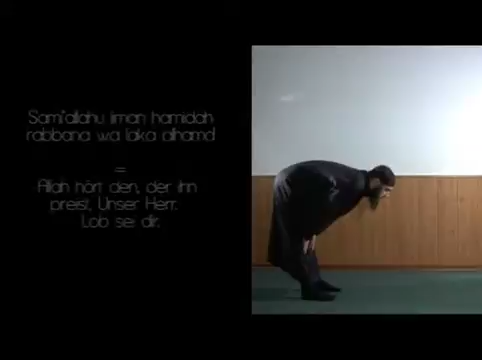 Sami'allahu liman hamidah
rabbana wa laka alhamd
=
Allah hört den, der ihn
preist, Unser Herr.
Lob sei dir.